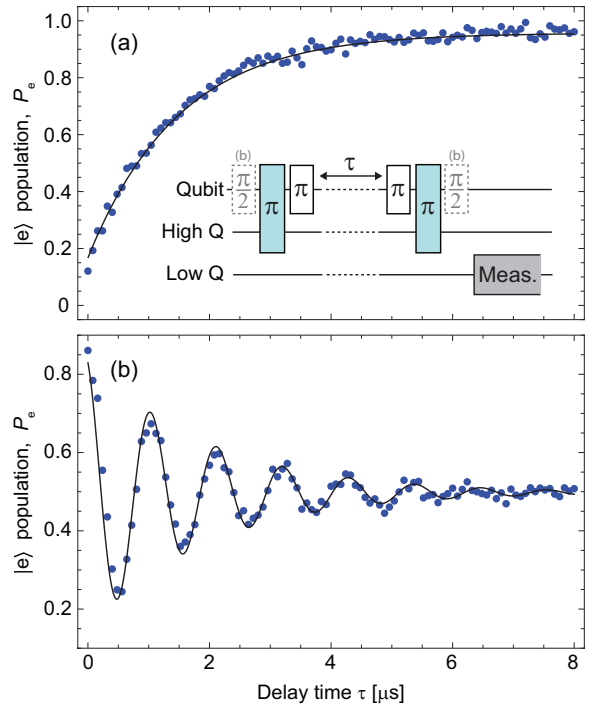 1.0
(a)
0.8
(b)
(b)
τ
0.6
π
2
π
π
π
π
π
2
Qubit
0.4
High Q
0.2
Low Q
Meas.
0
|e⟩ population, Pe
(b)
0.8
0.6
0.4
0.2
|e⟩ population, Pe
0
2
4
6
8
Delay time τ [μs]